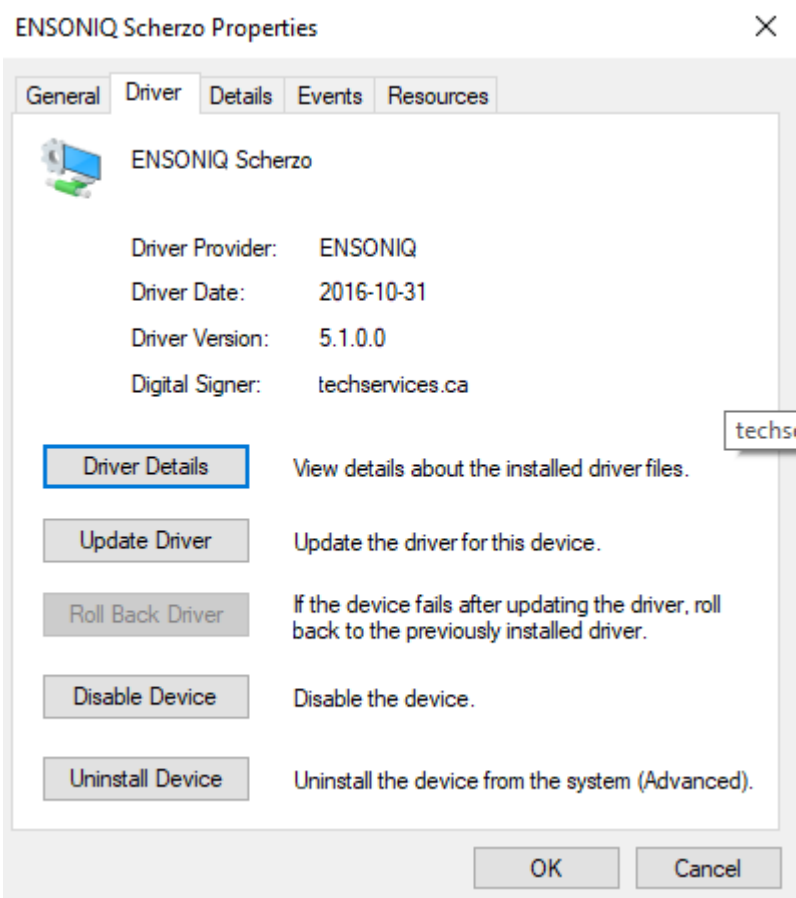 ENSONIQ Scherzo Properties
General Driver Details Events Resources
ENSONIQ Scherzo
Driver Provider: ENSONIQ
Driver Date: 2016-10-31
Driver Version: 5.1.0.0
Digital Signer: techservices.ca
techse
Driver Details View details about the installed driver files.
Update Driver Update the driver for this device.
Roll Back Driver If the device fails after updating the driver, roll
back to the previously installed driver.
Disable Device Disable the device.
Uninstall Device Uninstall the device from the system (Advanced).
OK Cancel